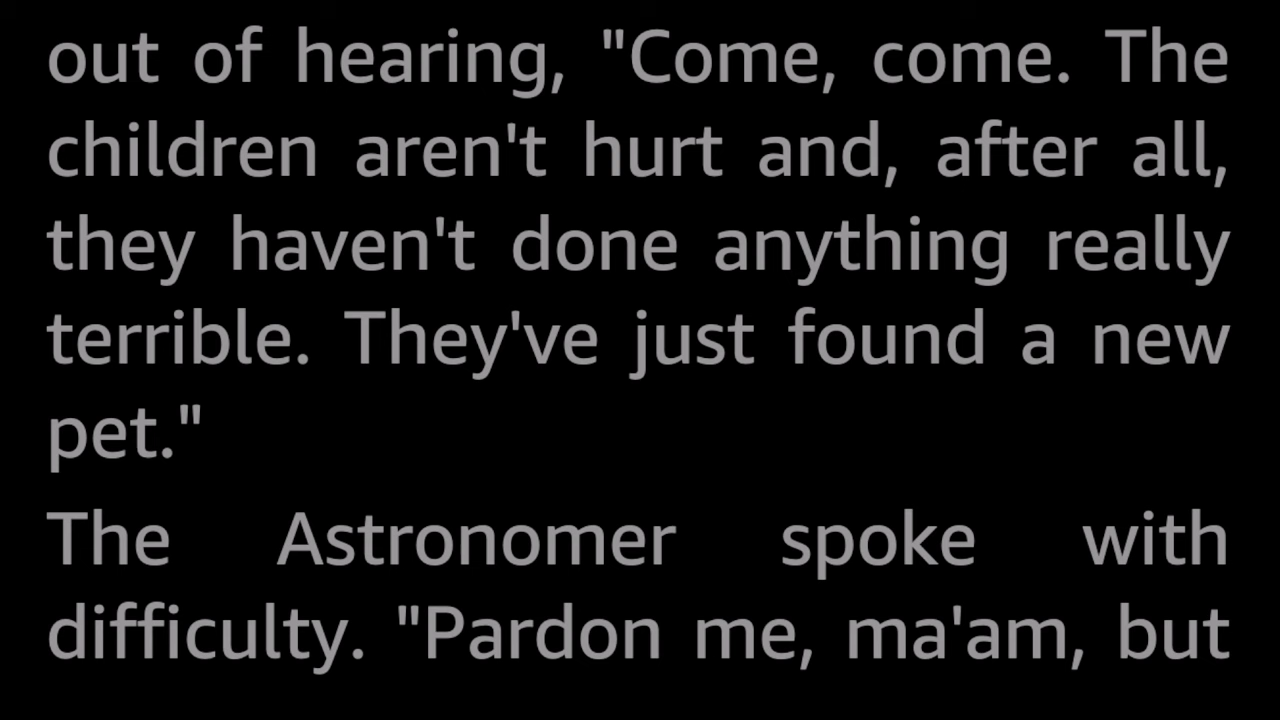 out of hearing, "Come, come. The
children aren't hurt and, after all,
they haven't done anything really
terrible. They've just found a new
pet."
The Astronomer spoke with
difficulty. "Pardon me, ma'am, but